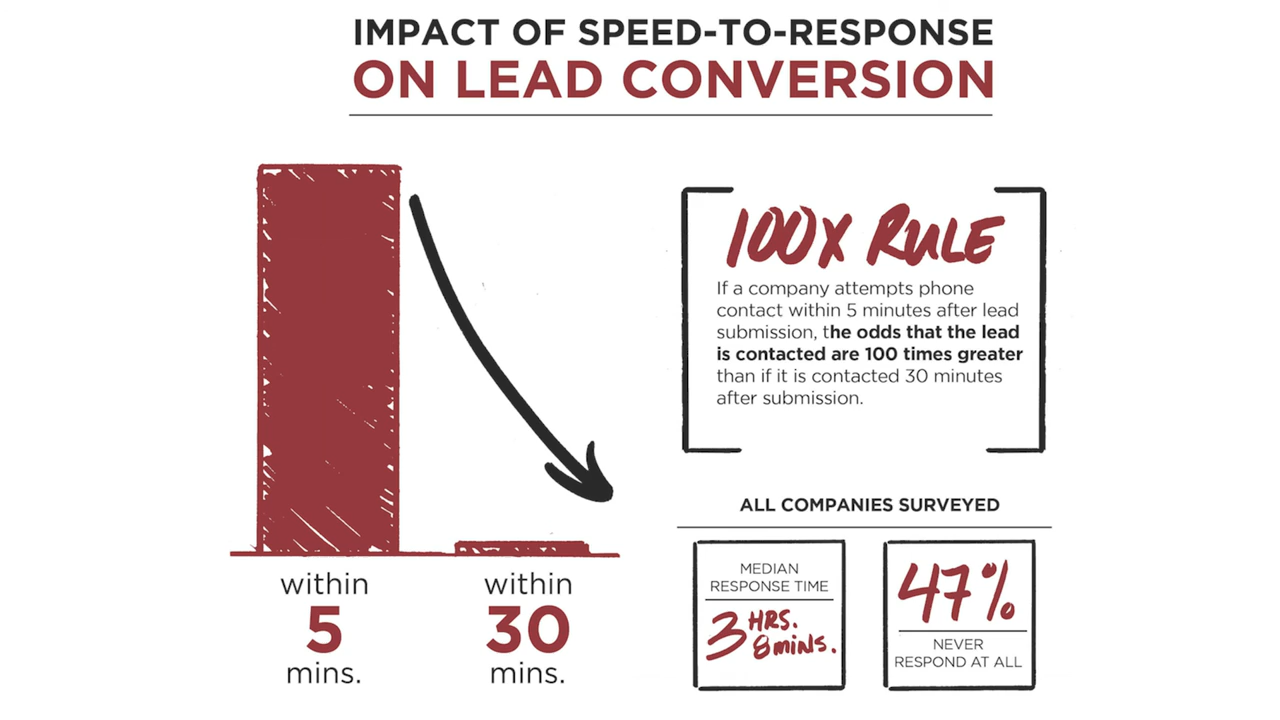 IMPACT OF SPEED-TO-RESPONSE
ON LEAD CONVERSION
within
5
mins.
within
30
mins.
100X RULE
If a company attempts phone
contact within 5 minutes after lead
submission, the odds that the lead
is contacted are 100 times greater
than if it is contacted 30 minutes
after submission.
ALL COMPANIES SURVEYED
MEDIAN
RESPONSE TIME
3 HRS.
8 mins.
47%
NEVER
RESPOND AT ALL